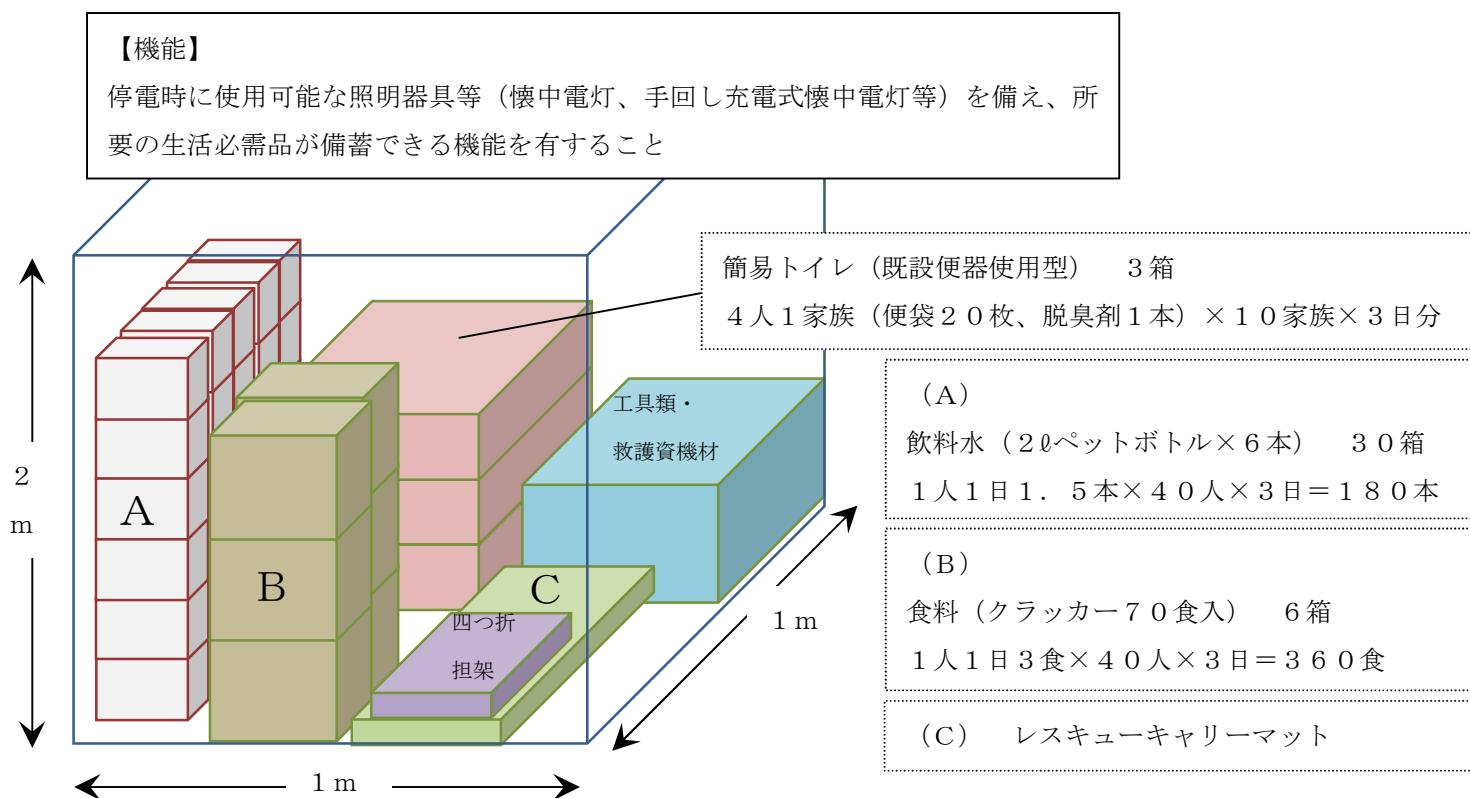 【機能】
停電時に使用可能な照明器具等（懐中電灯、手回し充電式懐中電灯等）を備え、所
要の生活必需品が備蓄できる機能を有すること
簡易トイレ（既設便器使用型）　３箱
４人１家族（便袋２０枚、脱臭剤１本）×１０家族×３日分
工具類・
救護資機材
（A）
飲料水（２ℓペットボトル×６本）　３０箱
１人１日１．５本×４０人×３日＝１８０本
（B）
食料（クラッカー７０食入）　６箱
１人１日３食×４０人×３日＝３６０食
（C）　レスキューキャリーマット
A
B
C
四つ折
担架
２
ｍ
１ｍ
１ｍ